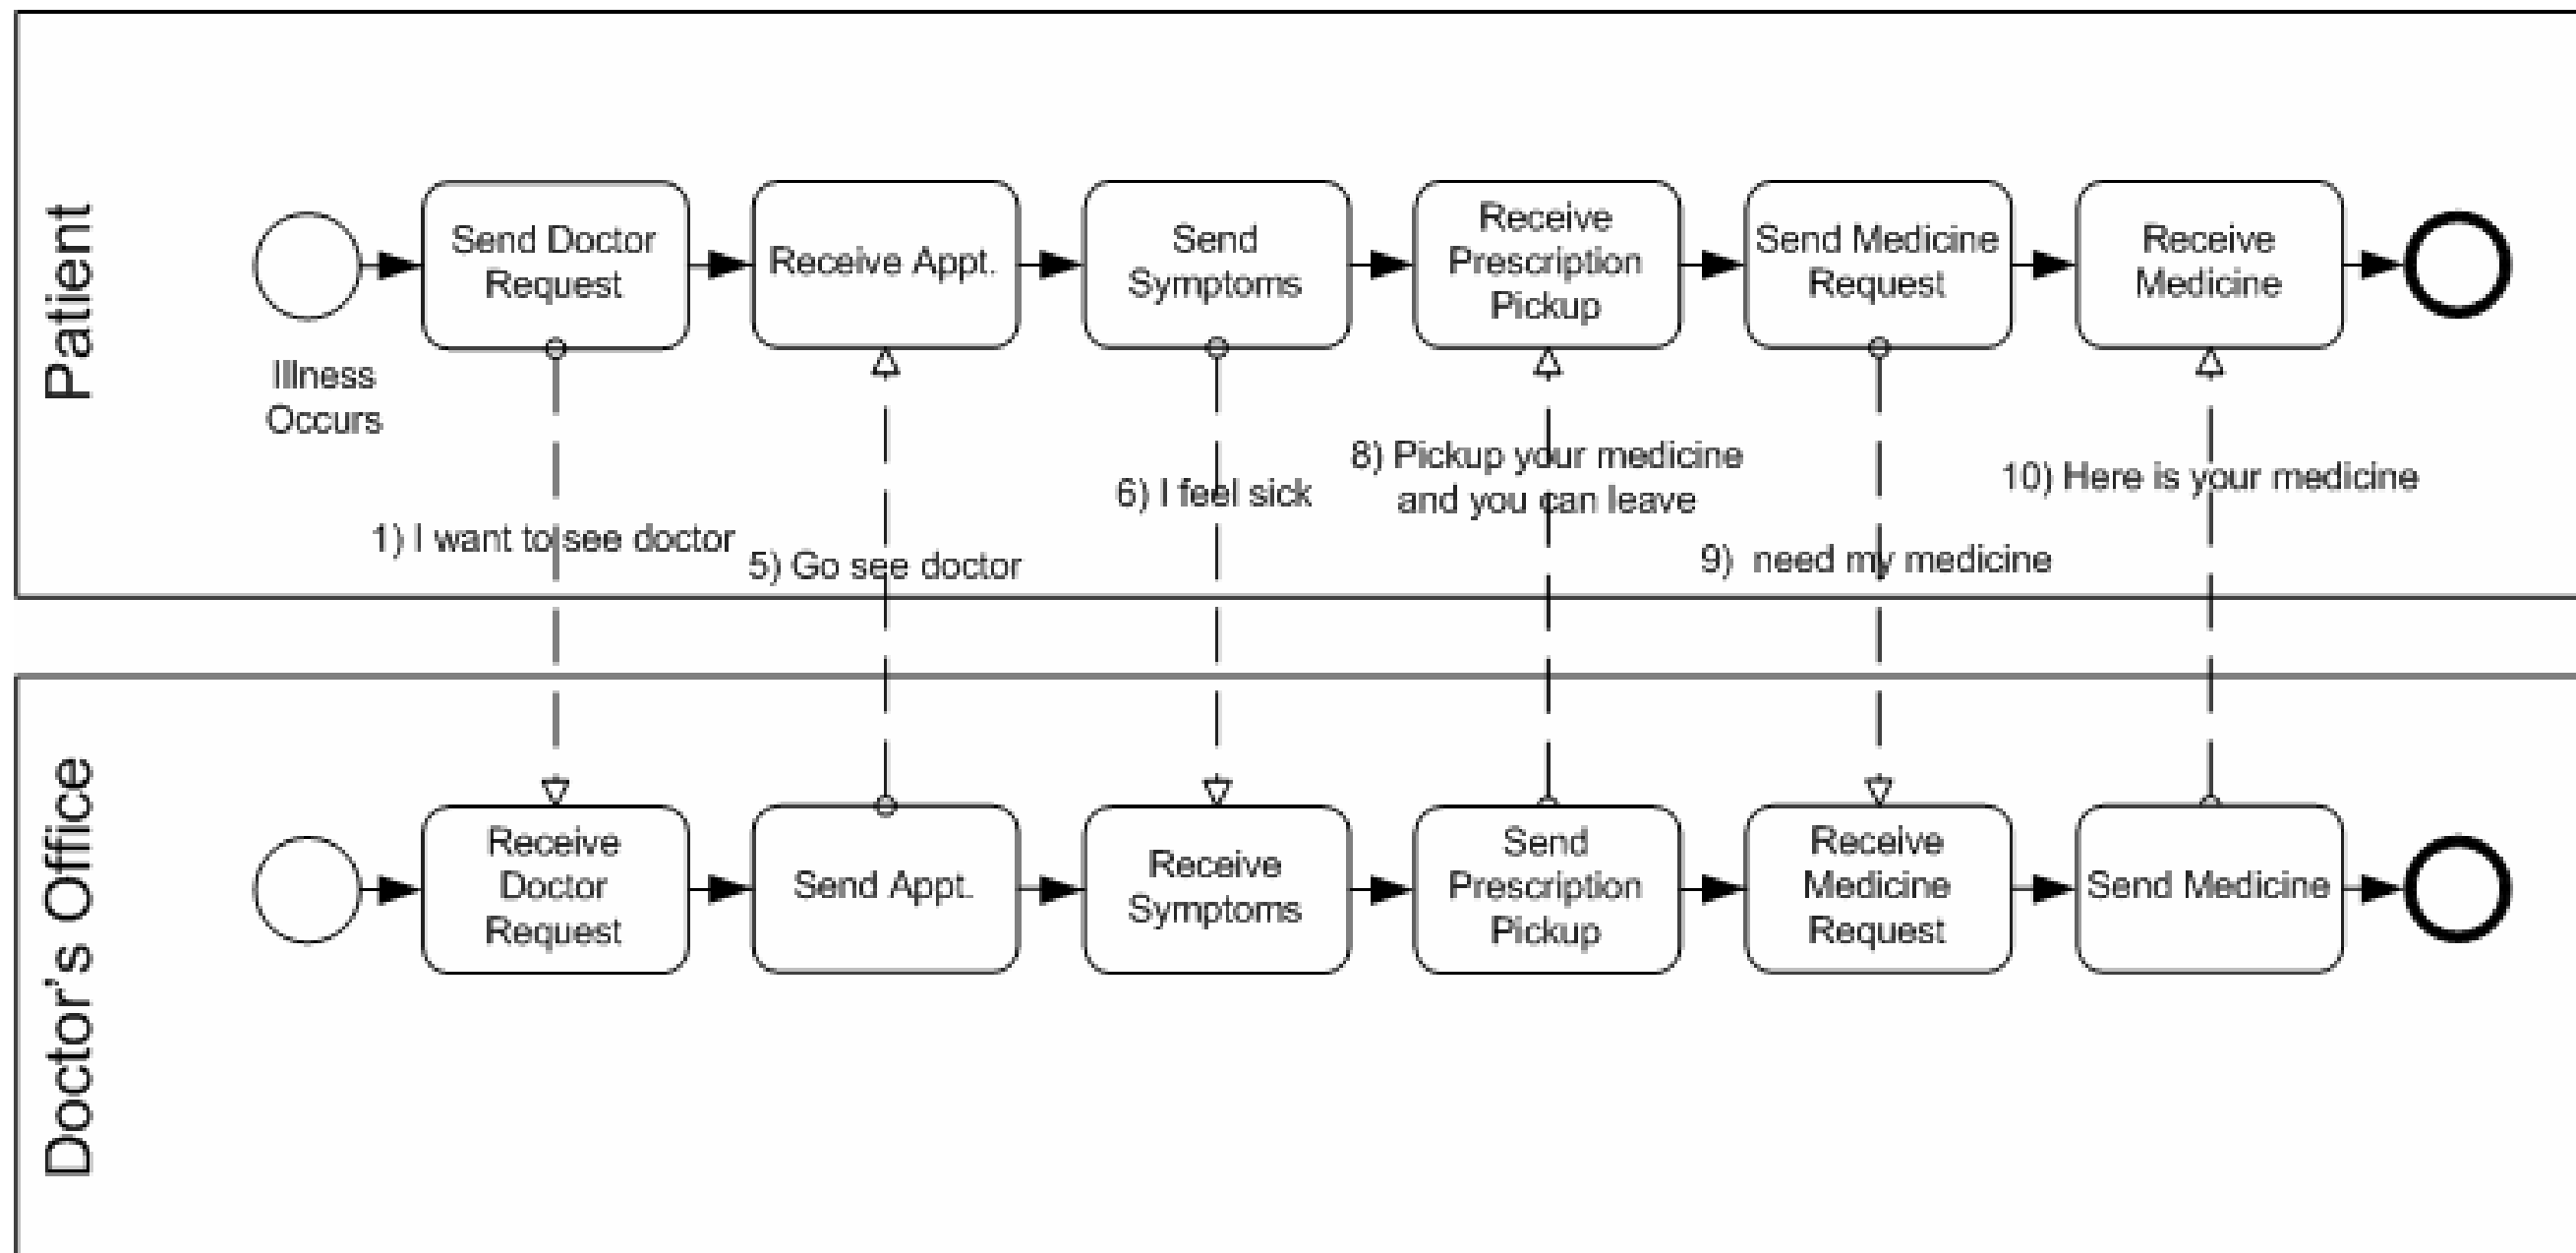 Patient
Send Doctor
Request
Receive Appt.
Send
Symptoms
Receive
Prescription
Pickup
Send Medicine
Request
Receive
Medicine
Illness
Occurs
1) I want to see doctor
5) Go see doctor
6) I feel sick
8) Pickup your medicine
and you can leave
9)  need my medicine
10) Here is your medicine
Doctor's Office
Receive
Doctor
Request
Send Appt.
Receive
Symptoms
Send
Prescription
Pickup
Receive
Medicine
Request
Send Medicine